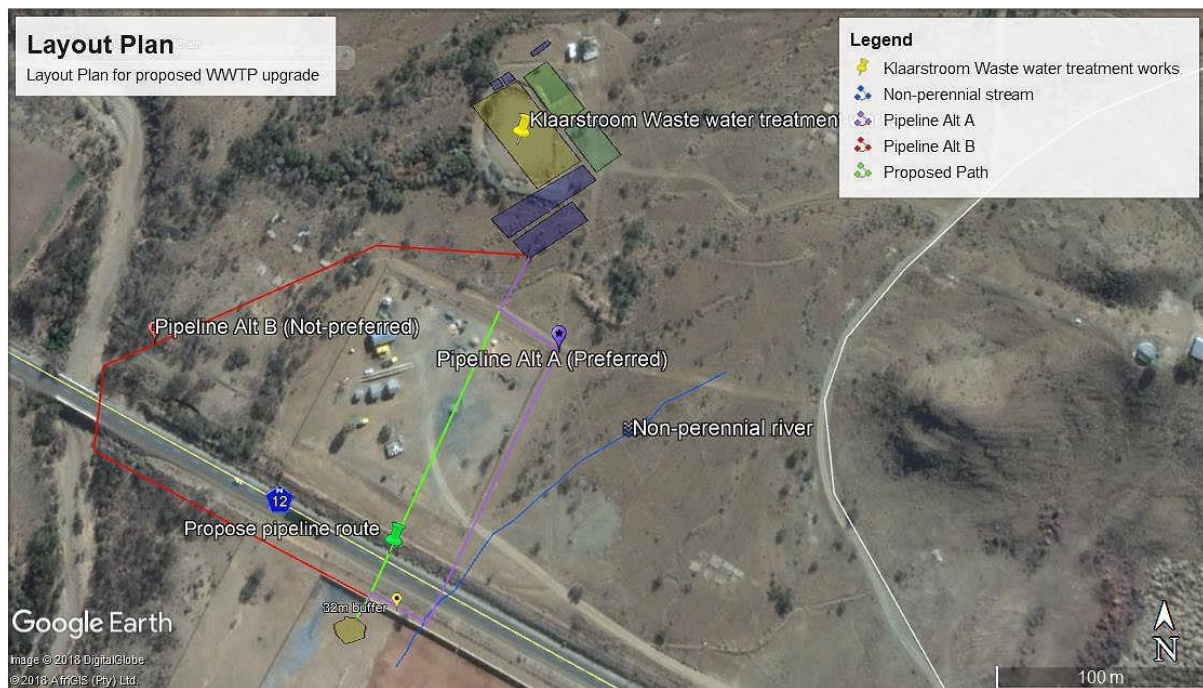 Layout Plan
Layout Plan for proposed WWTP upgrade
Legend
Klaarstroom Waste water treatment works
Non-perennial stream
Pipeline Alt A
Pipeline Alt B
Proposed Path
Klaarstroom Waste water treatment
Pipeline Alt B (Not-preferred)
Pipeline Alt A (Preferred)
Non-perennial river
N
12
Propose pipeline route
32m buffer
Google Earth
Image © 2018 DigitalGlobe
© 2018 AfriGIS (Pty) Ltd.
N
100 m